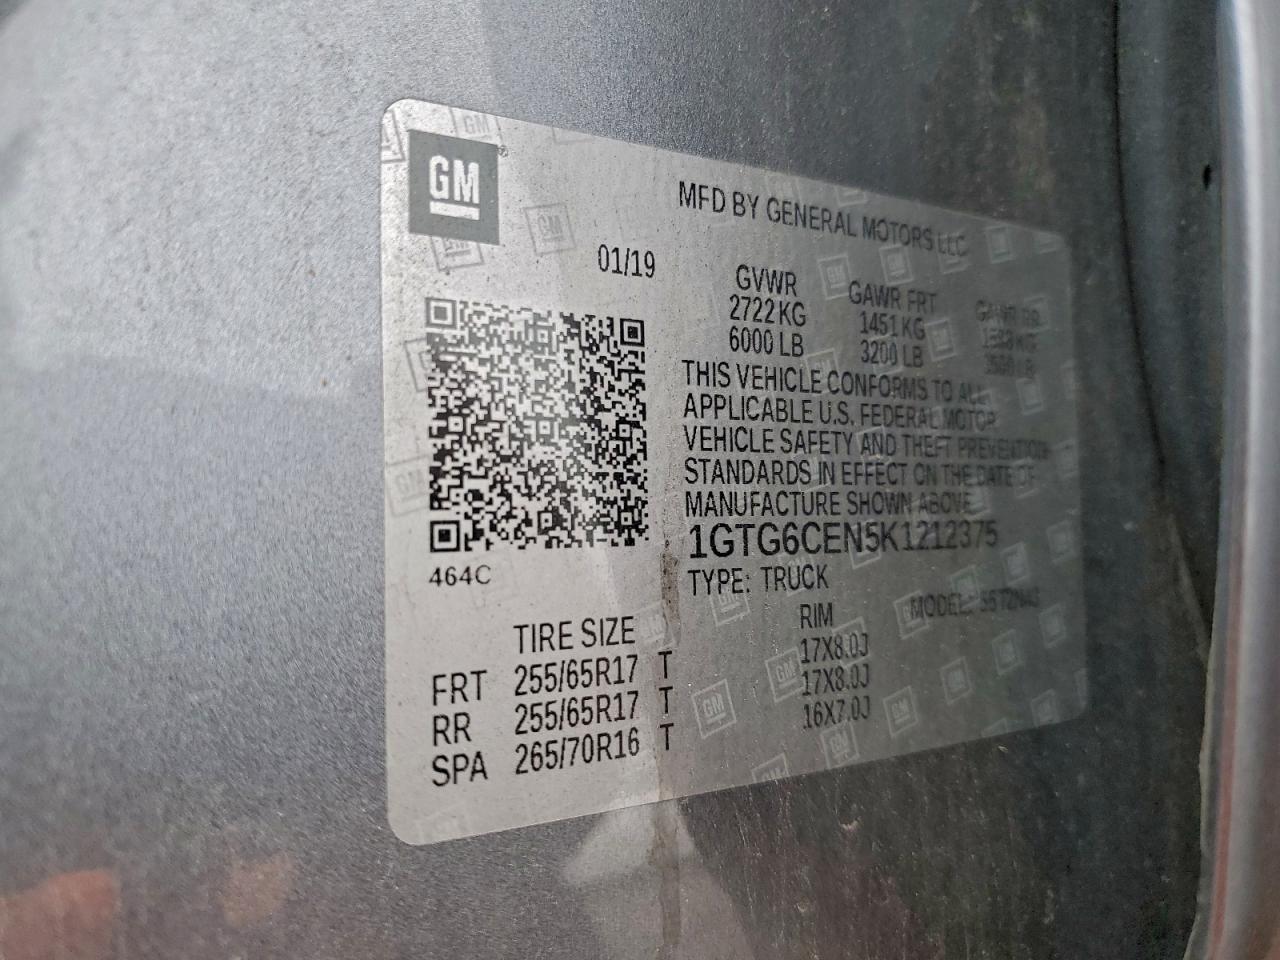 GM
MFD BY GENERAL MOTORS LLC
01/19
GVWR GAWR FRT GAWR RR
2722 KG 1451 KG
6000 LB 3200 LB
THIS VEHICLE CONFORMS TO ALL
APPLICABLE U.S. FEDERAL MOTOR
VEHICLE SAFETY AND THEFT PREVENTION
STANDARDS IN EFFECT ON THE DATE OF
MANUFACTURE SHOWN ABOVE
1GTG6CEN5K1212375
464C
TYPE: TRUCK MODEL:
TIRE SIZE RIM
FRT 255/65R17 T 17X8.0J
RR 255/65R17 T 17X8.0J
SPA 265/70R16 T 16X7.0J